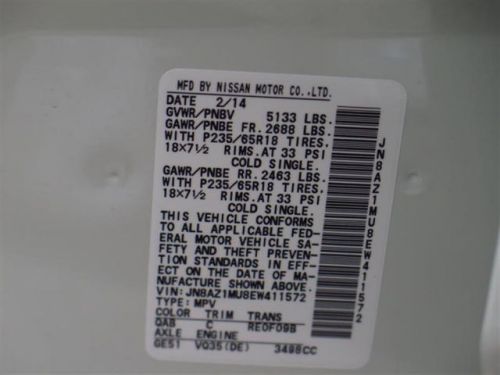 MFD BY NISSAN MOTOR CO.,LTD.
DATE 2/14
GVWR/PNBV 5133 LBS.
GAWR/PNBE FR. 2688 LBS.
WITH P235/65R18 TIRES.
18×7½ RIMS.AT 33 PSI
COLD SINGLE.
GAWR/PNBE RR. 2463 LBS.
WITH P235/65R18 TIRES.
18×7½ RIMS.AT 33 PSI
COLD SINGLE.
THIS VEHICLE CONFORMS
TO ALL APPLICABLE FED-
ERAL MOTOR VEHICLE SA-
FETY AND THEFT PREVEN-
TION STANDARDS IN EFF-
ECT ON THE DATE OF MA-
NUFACTURE SHOWN ABOVE.
VIN: JN8AZ1MU8EW411572
TYPE: MPV
COLOR TRIM TRANS
QAB C RE0F09B
AXLE ENGINE
GE51 VQ35(DE) 3498CC
JN8AZ1MU8EW411572